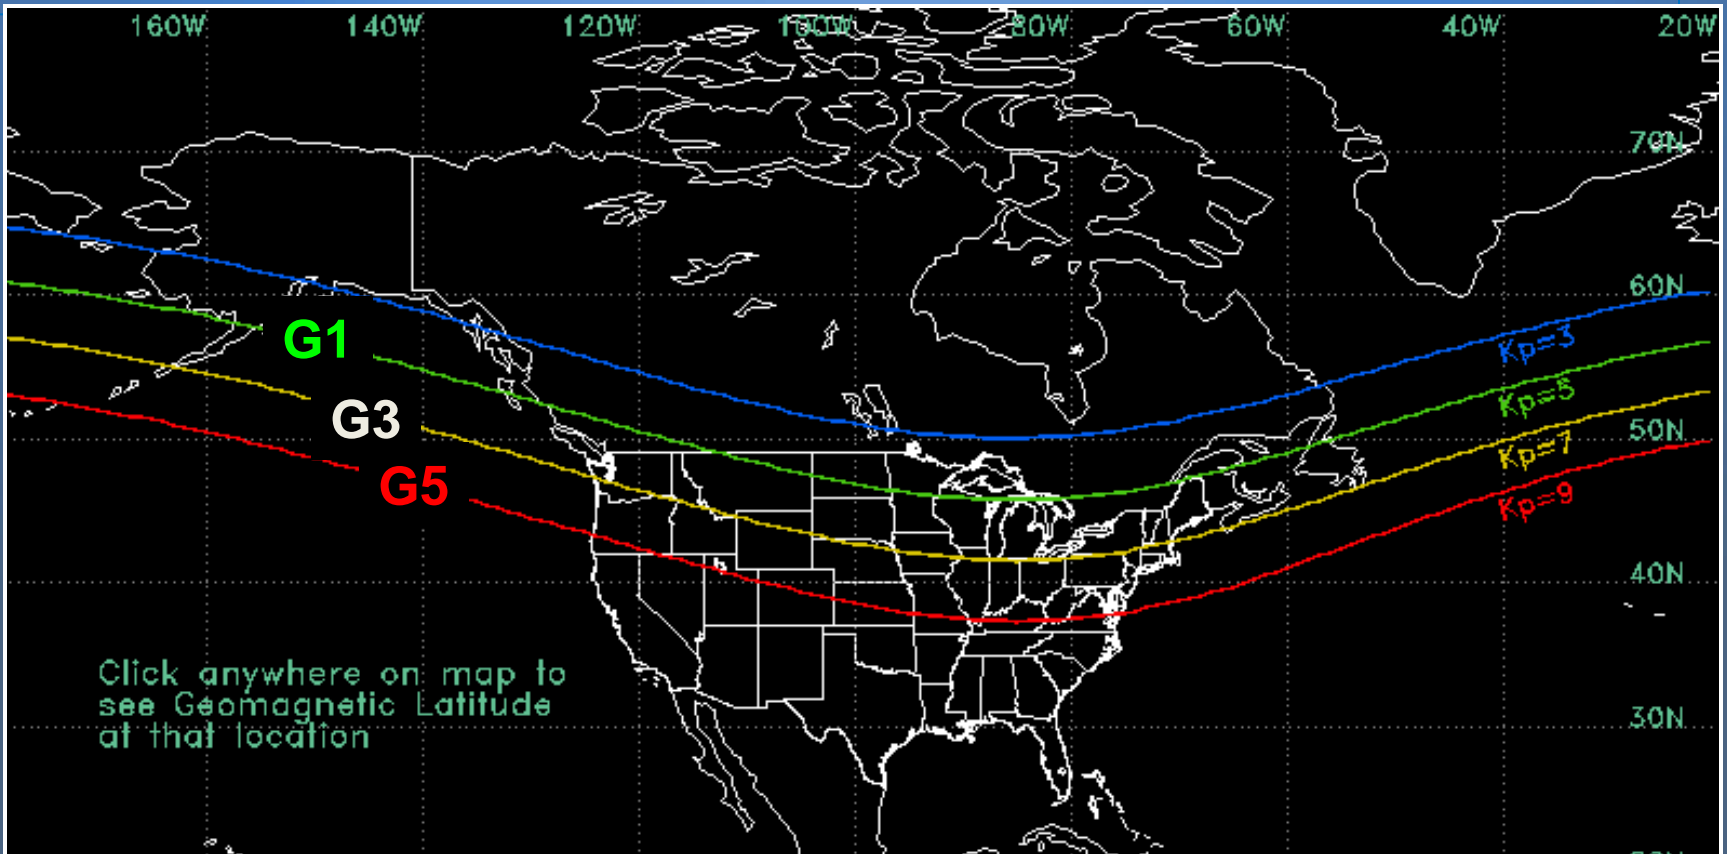 160W 140W 120W 100W 80W 60W 40W 20W
70N
60N
G1
Kp=3
G3
Kp=5
50N
Kp=7
G5
Kp=9
40N
Click anywhere on map to
see Geomagnetic Latitude
at that location
30N